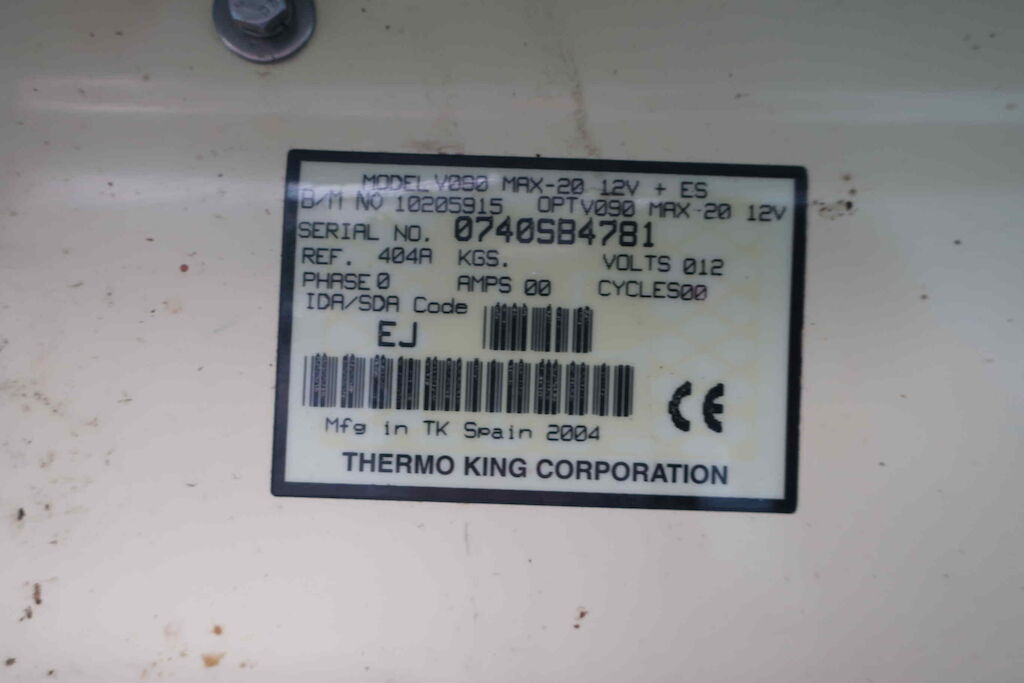 MODEL V090 MAX-20 12V + ES
B/M NO 10205915 OPTV090 MAX-20 12V
SERIAL NO. 0740SB4781
REF. 404A KGS. VOLTS 012
PHASE 0 AMPS 00 CYCLES00
IDA/SDA Code
EJ
CE
Mfg in TK Spain 2004
THERMO KING CORPORATION